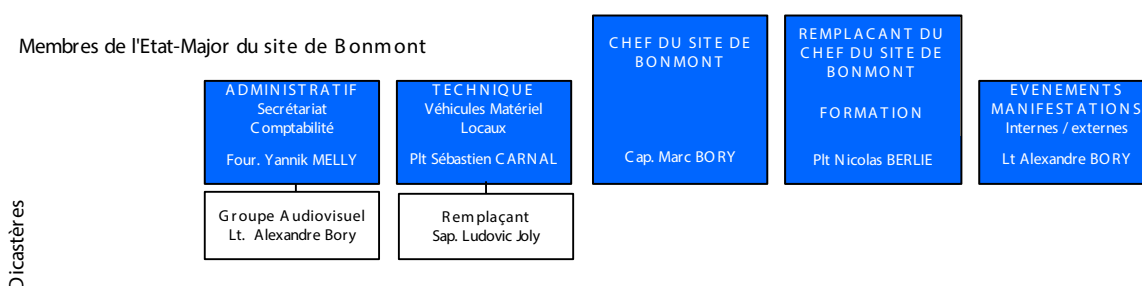 Membres de l'Etat-Major du site de Bonmont
ADMINISTRATIF
Secrétariat
Comptabilité
Four. Yannik MELLY
TECHNIQUE
Véhicules Matériel
Locaux
Plt Sébastien CARNAL
CHEF DU SITE DE
BONMONT
Cap. Marc BORY
REMPLACANT DU
CHEF DU SITE DE
BONMONT
FORMATION
Plt Nicolas BERLIE
EVENEMENTS
MANIFESTATIONS
Internes / externes
Lt Alexandre BORY
Groupe Audiovisuel
Lt. Alexandre Bory
Remplaçant
Sap. Ludovic Joly
Dicastères